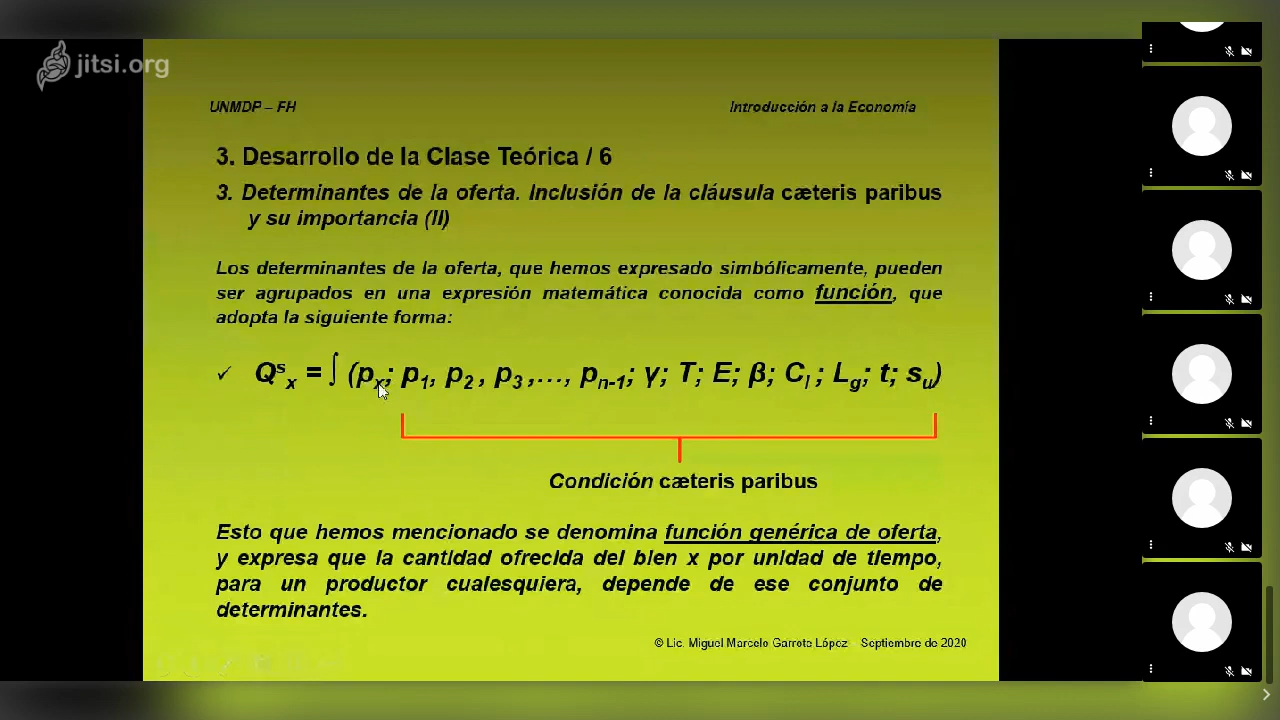 jitsi.org
UNMDP – FH
Introducción a la Economía
3. Desarrollo de la Clase Teórica / 6
3. Determinantes de la oferta. Inclusión de la cláusula cæteris paribus
y su importancia (II)
Los determinantes de la oferta, que hemos expresado simbólicamente, pueden
ser agrupados en una expresión matemática conocida como función, que
adopta la siguiente forma:
✓ Qˢₓ = ∫ (pₓ; p₁, p₂ , p₃ ,…, pₙ₋₁; γ; T; E; β; C_l ; L_g; t; s_u)
Condición cæteris paribus
Esto que hemos mencionado se denomina función genérica de oferta,
y expresa que la cantidad ofrecida del bien x por unidad de tiempo,
para un productor cualesquiera, depende de ese conjunto de
determinantes.
© Lic. Miguel Marcelo Garrote López – Septiembre de 2020